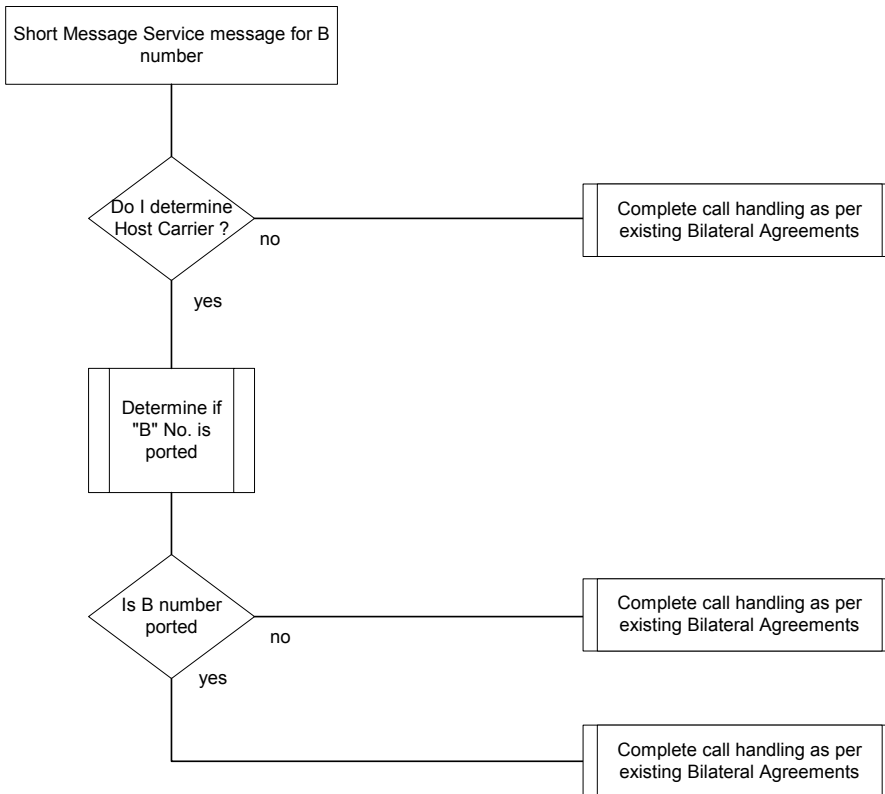 Short Message Service message for B
number
Do I determine
Host Carrier ?
no
Complete call handling as per
existing Bilateral Agreements
yes
Determine if
"B" No. is
ported
Is B number
ported
no
Complete call handling as per
existing Bilateral Agreements
yes
Complete call handling as per
existing Bilateral Agreements